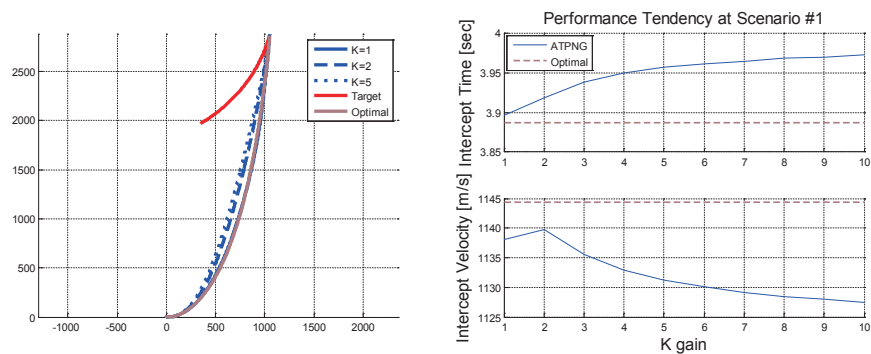 2500
2000
1500
1000
500
0
-1000
-500
0
500
1000
1500
2000
K=1
K=2
K=5
Target
Optimal
Performance Tendency at Scenario #1
Intercept Time [sec]
4
3.95
3.9
3.85
1 2 3 4 5 6 7 8 9 10
ATPNG
Optimal
Intercept Velocity [m/s]
1145
1140
1135
1130
1125
1 2 3 4 5 6 7 8 9 10
K gain